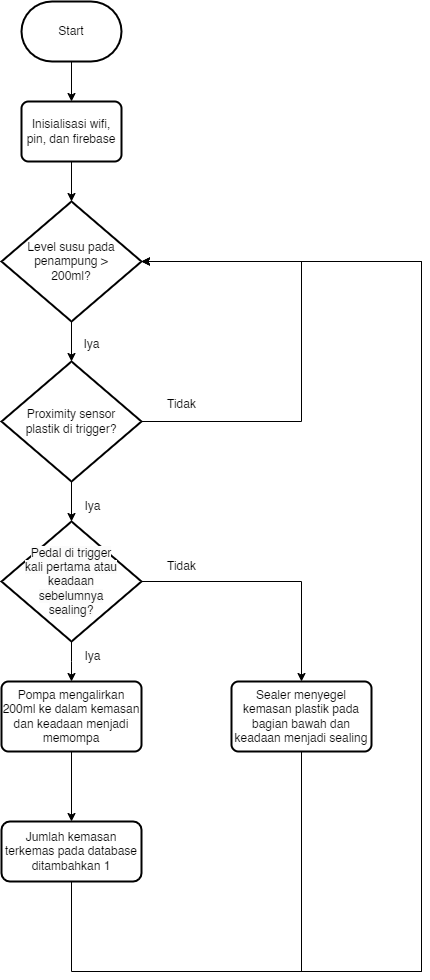 Start
Inisialisasi wifi,
pin, dan firebase
Level susu pada
penampung >
200ml?
Iya
Tidak
Proximity sensor
plastik di trigger?
Iya
Pedal di trigger
kali pertama atau
keadaan
sebelumnya
sealing?
Tidak
Iya
Pompa mengalirkan
200ml ke dalam kemasan
dan keadaan menjadi
memompa
Sealer menyegel
kemasan plastik pada
bagian bawah dan
keadaan menjadi sealing
Jumlah kemasan
terkemas pada database
ditambahkan 1